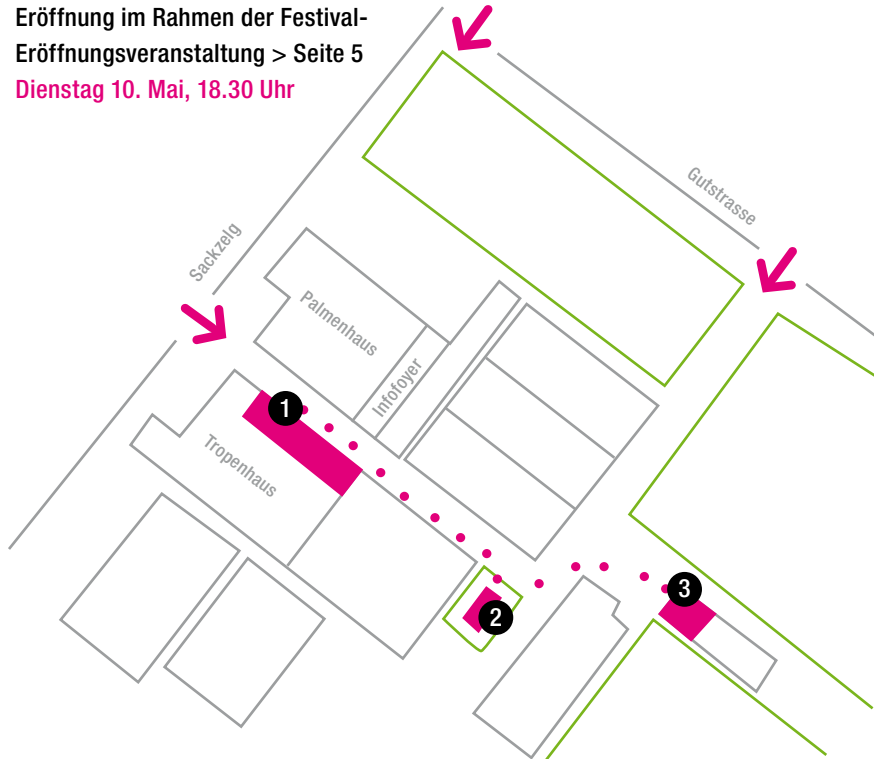 Eröffnung im Rahmen der Festival-
Eröffnungsveranstaltung > Seite 5
Dienstag 10. Mai, 18.30 Uhr
Gutstrasse
Sackzelg
Palmenhaus
Infofoyer
1
Tropenhaus
2
3